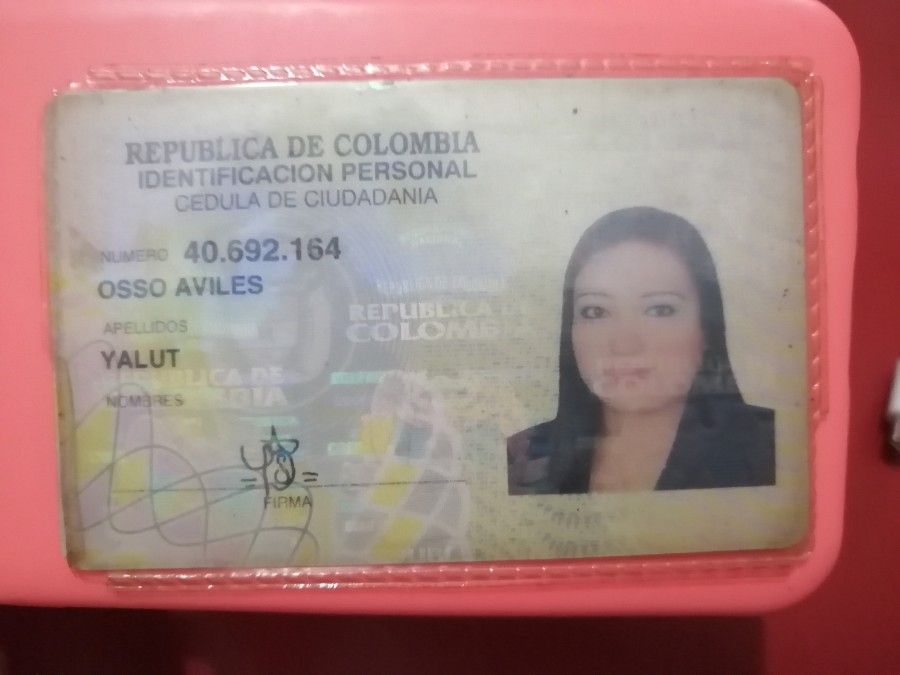 REPUBLICA DE COLOMBIA
IDENTIFICACION PERSONAL
CEDULA DE CIUDADANIA
NUMERO 40.692.164
OSSO AVILES
APELLIDOS
YALUT
NOMBRES
REPUBLICA DE
COLOMBIA
FIRMA